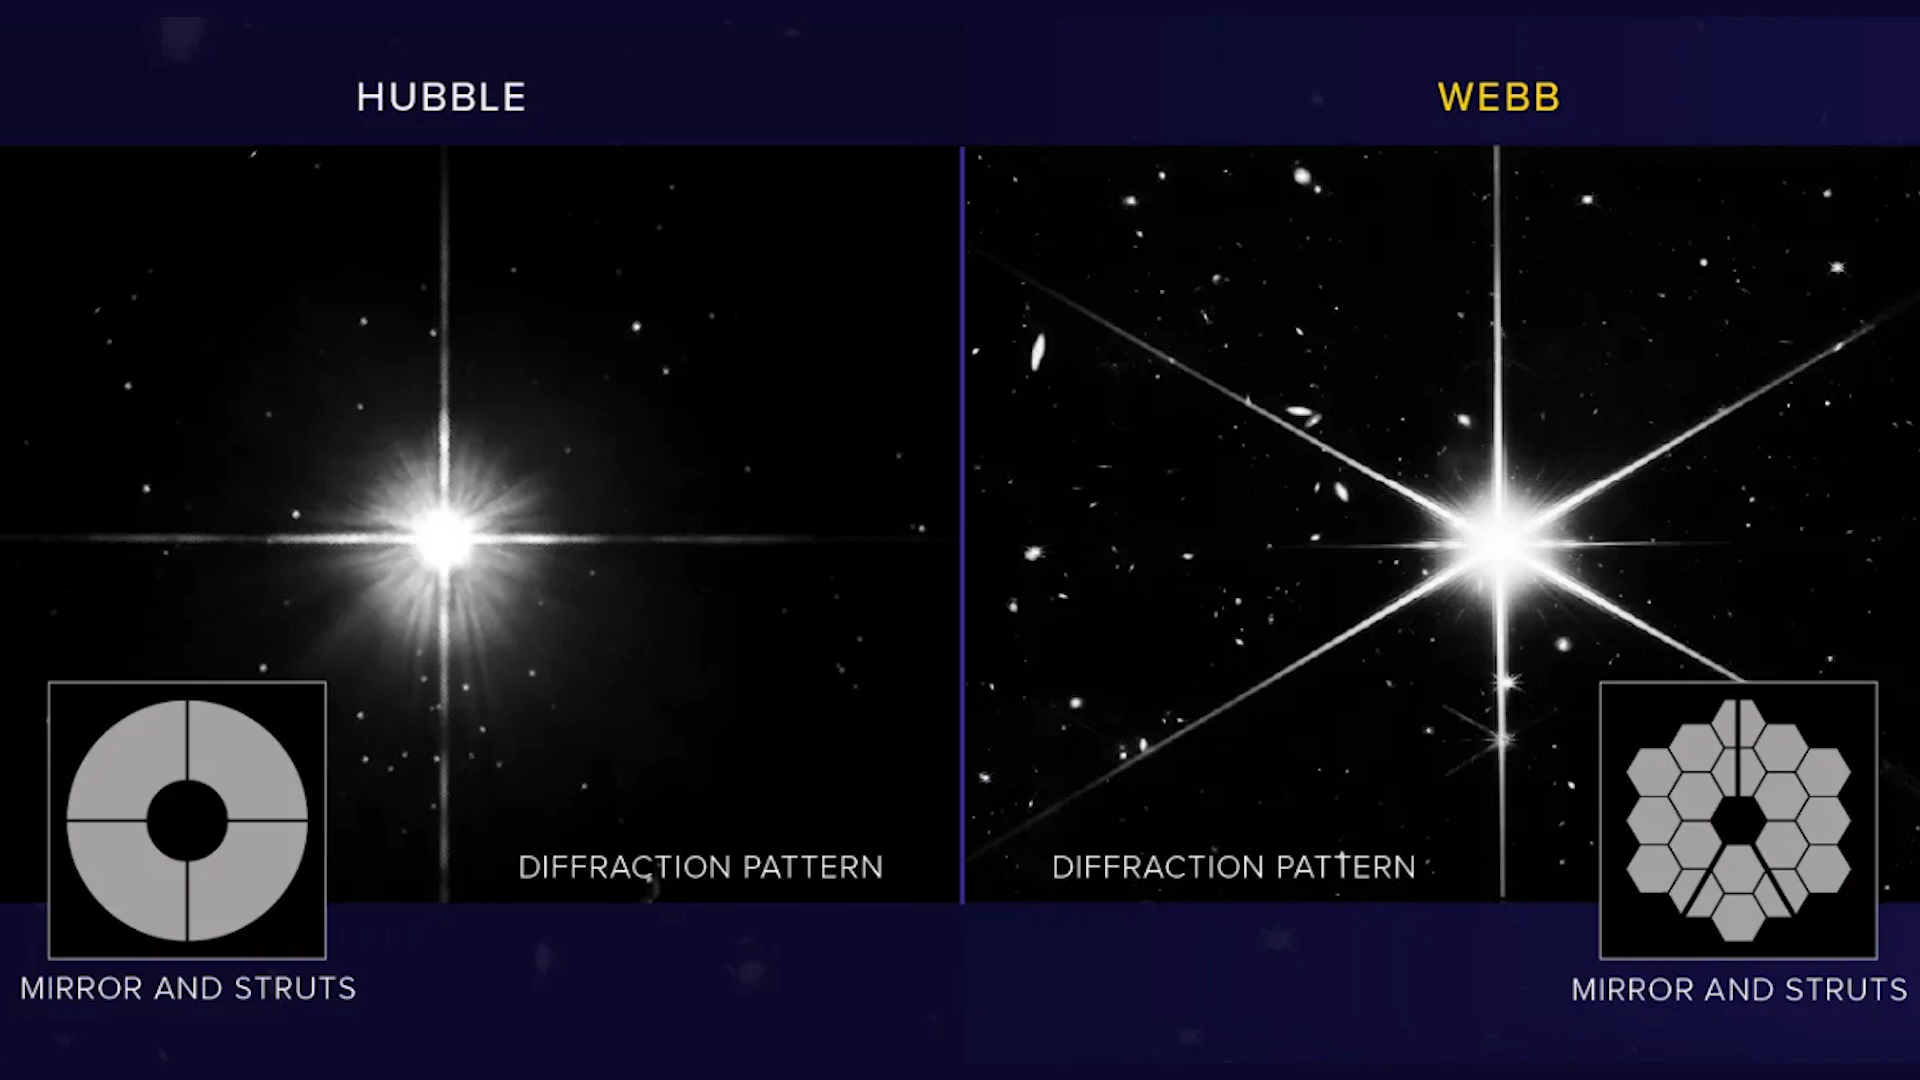 HUBBLE
WEBB
DIFFRACTION PATTERN
DIFFRACTION PATTERN
MIRROR AND STRUTS
MIRROR AND STRUTS